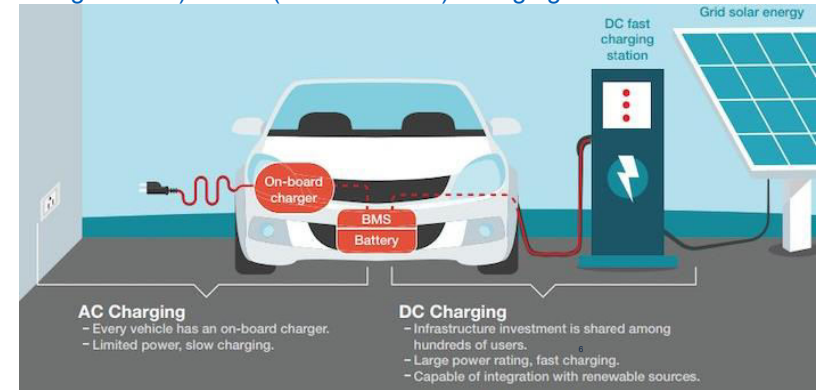 Grid solar energy
DC fast
charging
station
On-board
charger
BMS
Battery
AC Charging
– Every vehicle has an on-board charger.
– Limited power, slow charging.
DC Charging
– Infrastructure investment is shared among
hundreds of users.
6
– Large power rating, fast charging.
– Capable of integration with renewable sources.